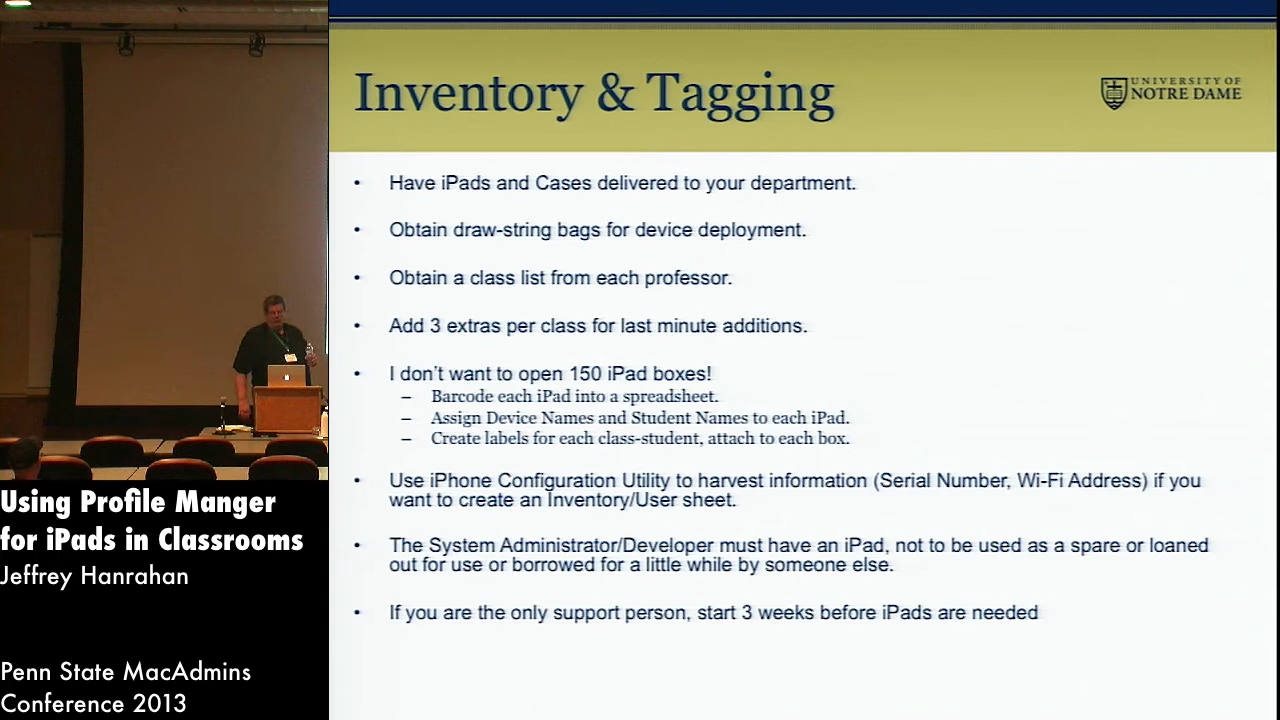 Inventory & Tagging
UNIVERSITY OF
NOTRE DAME
• Have iPads and Cases delivered to your department.
• Obtain draw-string bags for device deployment.
• Obtain a class list from each professor.
• Add 3 extras per class for last minute additions.
• I don't want to open 150 iPad boxes!
– Barcode each iPad into a spreadsheet.
– Assign Device Names and Student Names to each iPad.
– Create labels for each class-student, attach to each box.
• Use iPhone Configuration Utility to harvest information (Serial Number, Wi-Fi Address) if you
want to create an Inventory/User sheet.
• The System Administrator/Developer must have an iPad, not to be used as a spare or loaned
out for use or borrowed for a little while by someone else.
• If you are the only support person, start 3 weeks before iPads are needed
Using Profile Manger
for iPads in Classrooms
Jeffrey Hanrahan
Penn State MacAdmins
Conference 2013